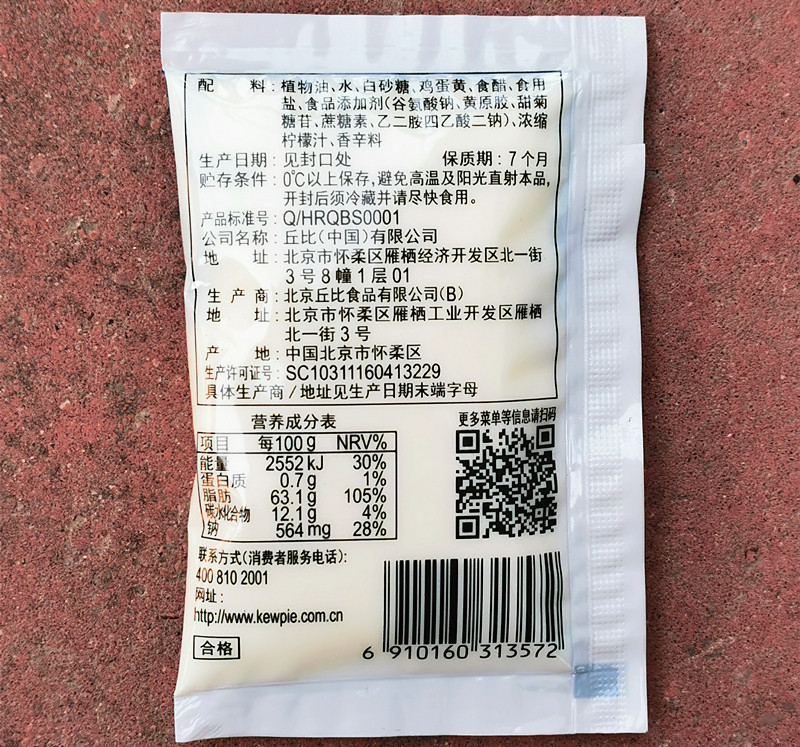 配 料：植物油、水、白砂糖、鸡蛋黄、食醋、食用
盐、食品添加剂（谷氨酸钠、黄原胶、甜菊
糖苷、蔗糖素、乙二胺四乙酸二钠）、浓缩
柠檬汁、香辛料
生产日期：见封口处 保质期：7个月
贮存条件：0℃以上保存，避免高温及阳光直射本品，
开封后须冷藏并请尽快食用。
产品标准号：Q/HRQBS0001
公司名称：丘比（中国）有限公司
地 址：北京市怀柔区雁栖经济开发区北一街
3号8幢1层01
生 产 商：北京丘比食品有限公司(B)
地 址：北京市怀柔区雁栖工业开发区雁栖
北一街3号
产 地：中国北京市怀柔区
生产许可证号：SC10311160413229
具体生产商/地址见生产日期末端字母
营养成分表
项目 每100g NRV%
能量 2552kJ 30%
蛋白质 0.7g 1%
脂肪 63.1g 105%
碳水化合物 12.1g 4%
钠 564mg 28%
更多菜单等信息请扫码
联系方式（消费者服务电话）：
400 810 2001
网址：
http://www.kewpie.com.cn
合格
6 910160 313572